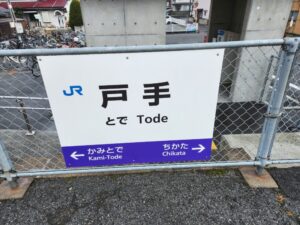 JR 戸手
とで Tode
← かみとで ちかた →
Kami-Tode Chikata